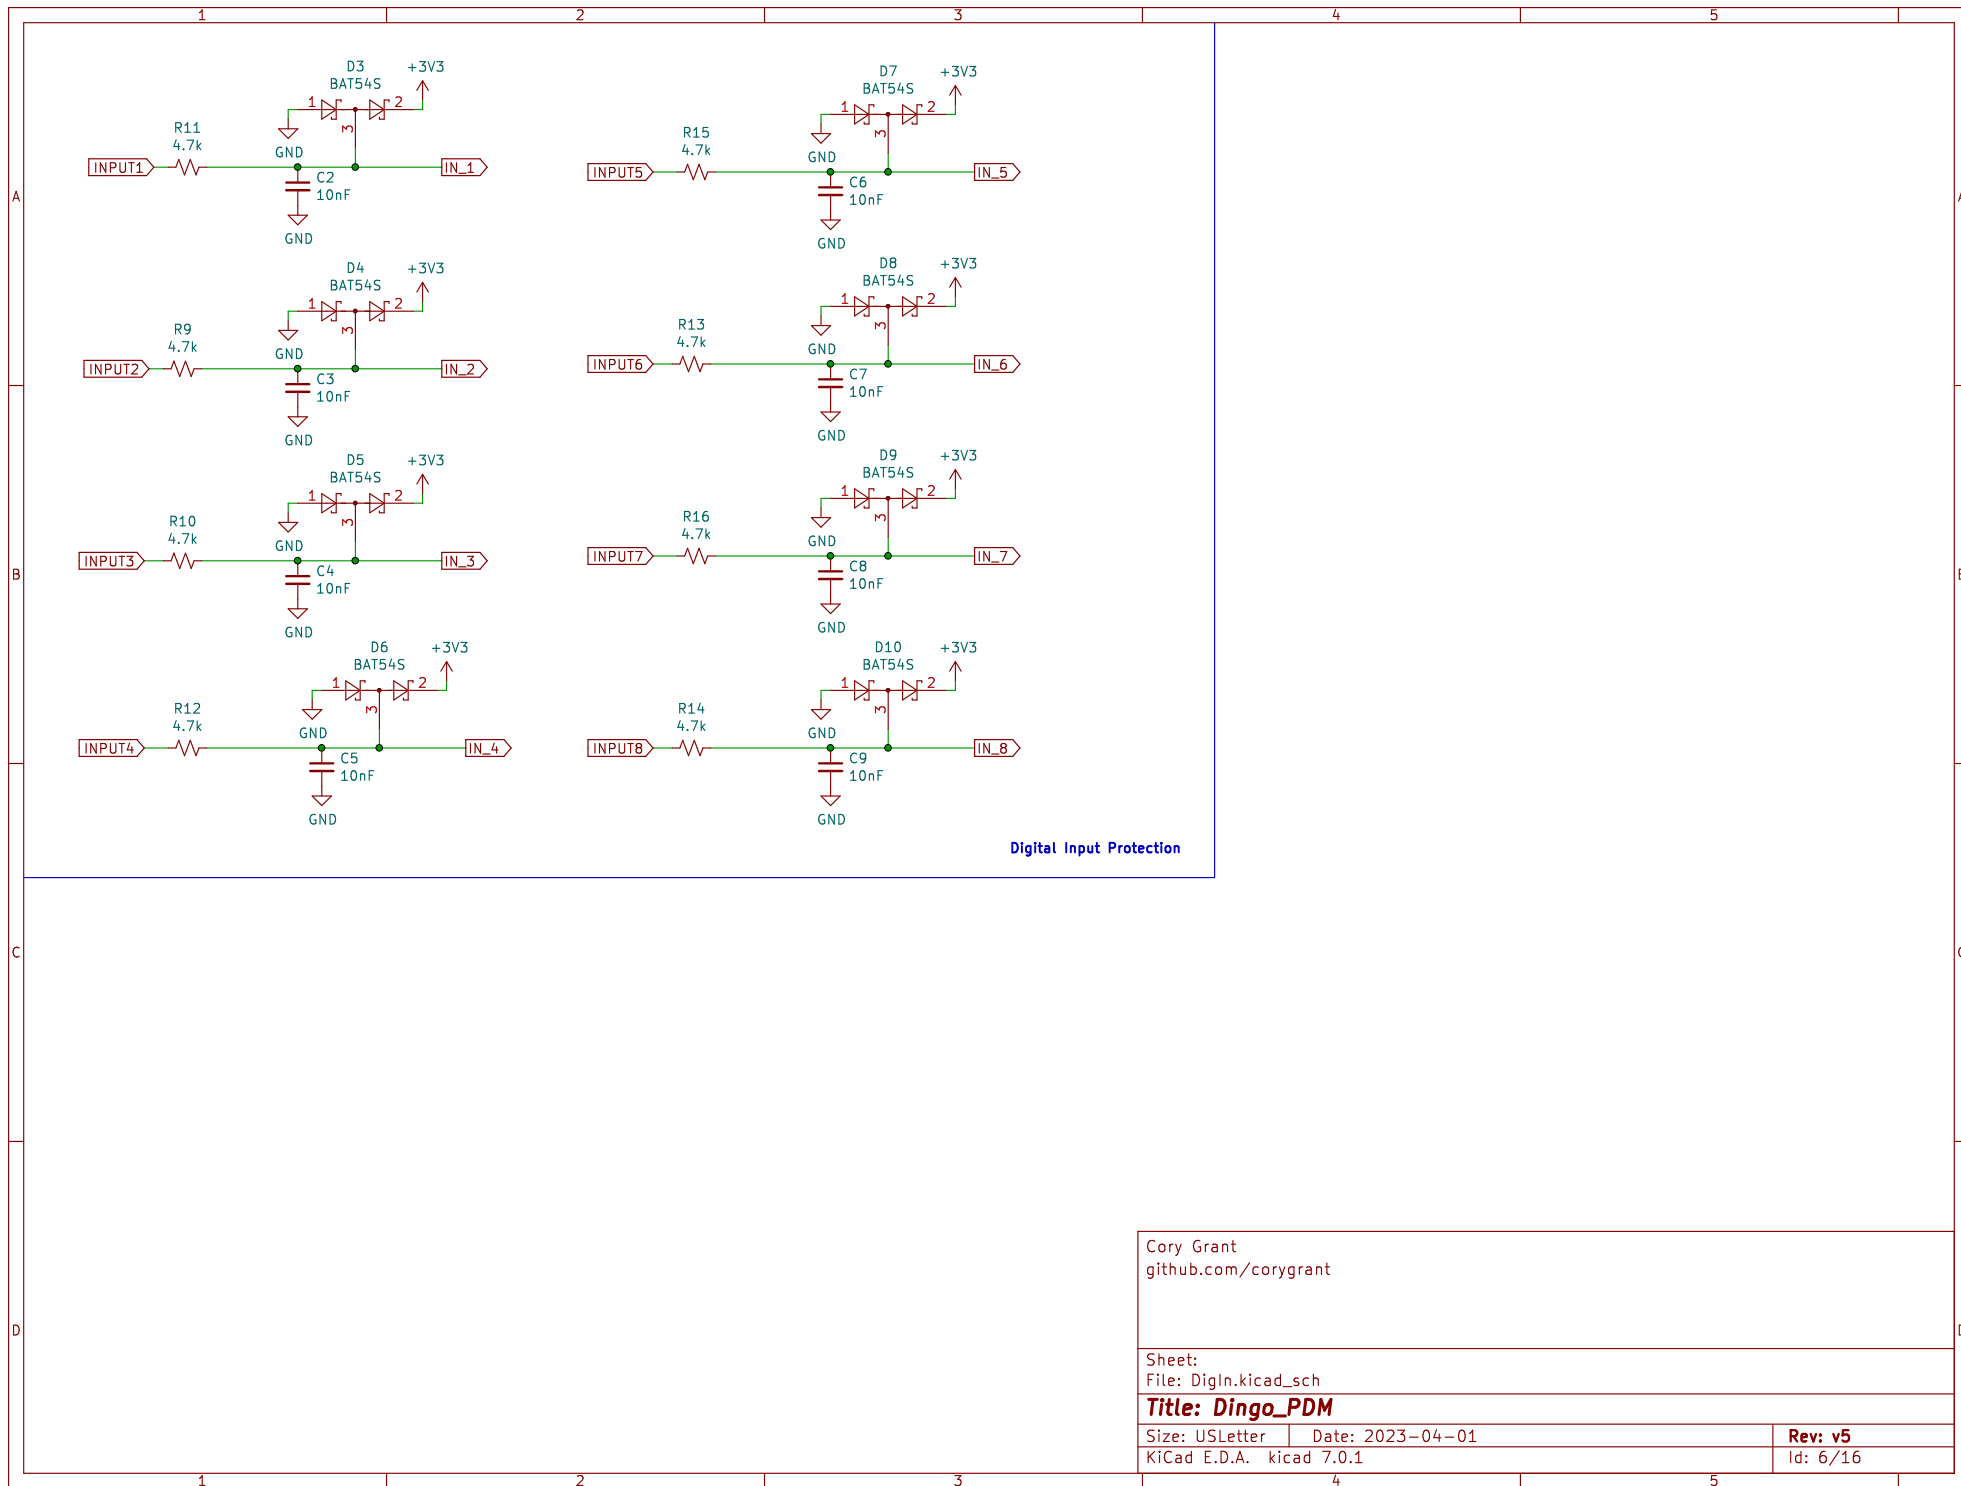 1 2 3 4 5
D3 +3V3
BAT54S
1 2
3
R11
4.7k
GND
INPUT1 IN_1
C2
10nF
GND
D7 +3V3
BAT54S
1 2
3
R15
4.7k
GND
INPUT5 IN_5
C6
10nF
GND
A
D4 +3V3
BAT54S
1 2
3
R9
4.7k
GND
INPUT2 IN_2
C3
10nF
GND
D8 +3V3
BAT54S
1 2
3
R13
4.7k
GND
INPUT6 IN_6
C7
10nF
GND
D5 +3V3
BAT54S
1 2
3
R10
4.7k
GND
INPUT3 IN_3
C4
10nF
GND
D9 +3V3
BAT54S
1 2
3
R16
4.7k
GND
INPUT7 IN_7
C8
10nF
GND
B
D6 +3V3
BAT54S
1 2
3
R12
4.7k
GND
INPUT4 IN_4
C5
10nF
GND
D10 +3V3
BAT54S
1 2
3
R14
4.7k
GND
INPUT8 IN_8
C9
10nF
GND
Digital Input Protection
C
D
Cory Grant
github.com/corygrant
Sheet:
File: DigIn.kicad_sch
Title: Dingo_PDM
Size: USLetter Date: 2023-04-01 Rev: v5
KiCad E.D.A. kicad 7.0.1 Id: 6/16
1 2 3 4 5